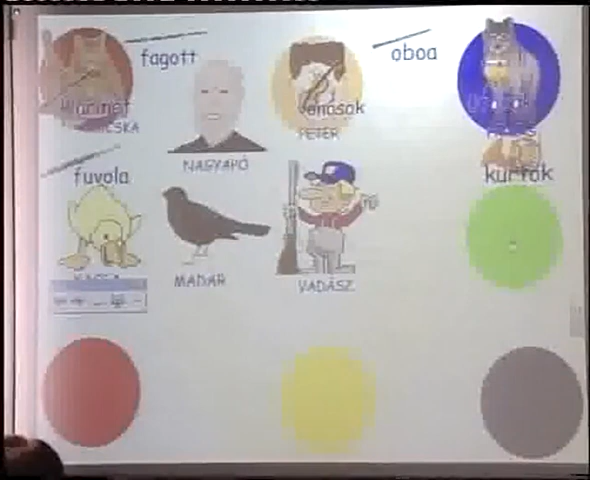 fagott
oboa
klarinét
vonósok
PÉTER
NAGYAPÓ
fuvola
kürtök
MADÁR
VADÁSZ